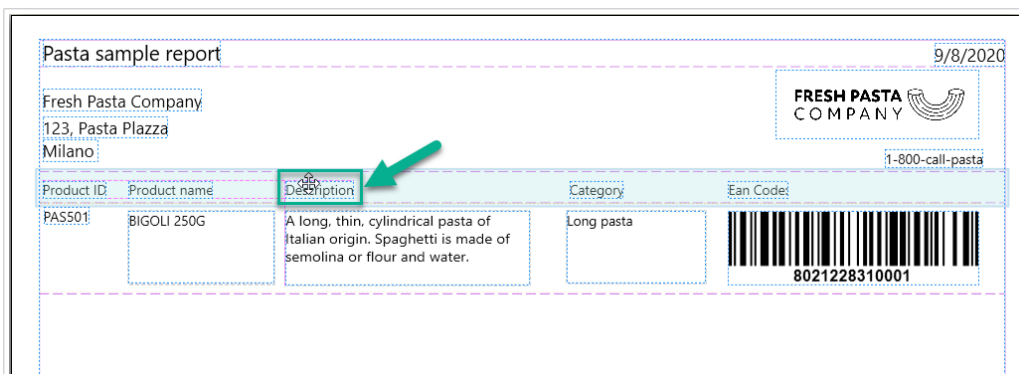 Pasta sample report
9/8/2020
Fresh Pasta Company
123, Pasta Plazza
Milano
FRESH PASTA
COMPANY
1-800-call-pasta
Product ID Product name Description Category Ean Code:
PAS501 BIGOLI 250G A long, thin, cylindrical pasta of Long pasta
Italian origin. Spaghetti is made of
semolina or flour and water.
8021228310001